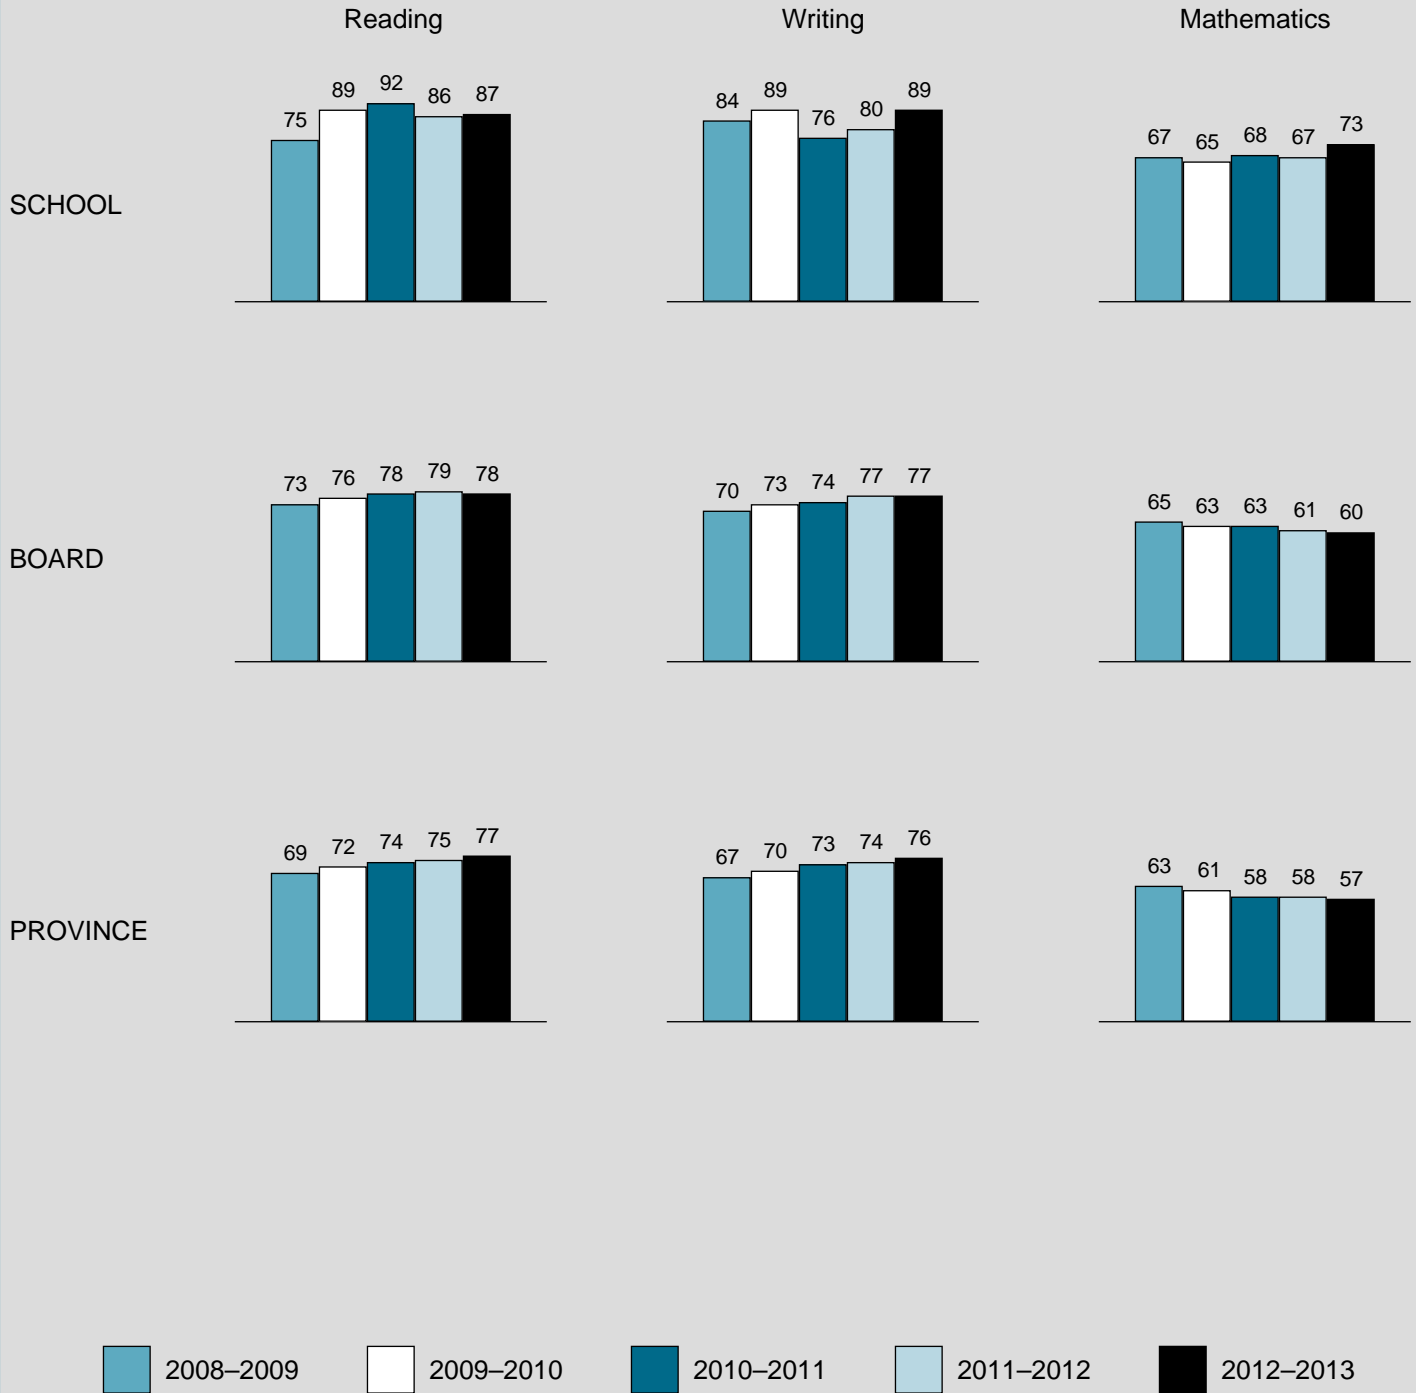 Reading Writing Mathematics
75 89 92 86 87
84 89 76 80 89
67 65 68 67 73
SCHOOL
73 76 78 79 78
70 73 74 77 77
65 63 63 61 60
BOARD
69 72 74 75 77
67 70 73 74 76
63 61 58 58 57
PROVINCE
2008–2009 2009–2010 2010–2011 2011–2012 2012–2013